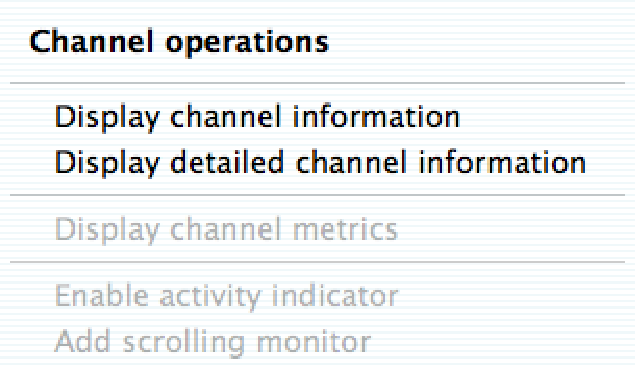 Channel operations
Display channel information
Display detailed channel information
Display channel metrics
Enable activity indicator
Add scrolling monitor